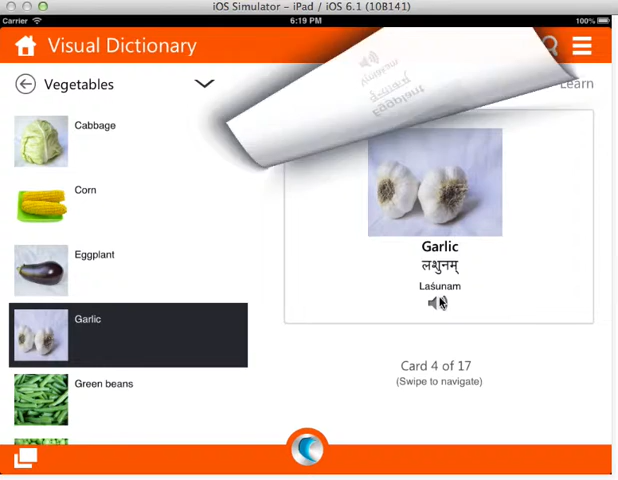 iOS Simulator – iPad / iOS 6.1 (10B141)
Carrier
6:19 PM
100%
Visual Dictionary
Vegetables
Learn
Cabbage
Corn
Eggplant
Garlic
Green beans
Eggplant
Garlic
लशुनम्
Laśunam
Card 4 of 17
(Swipe to navigate)